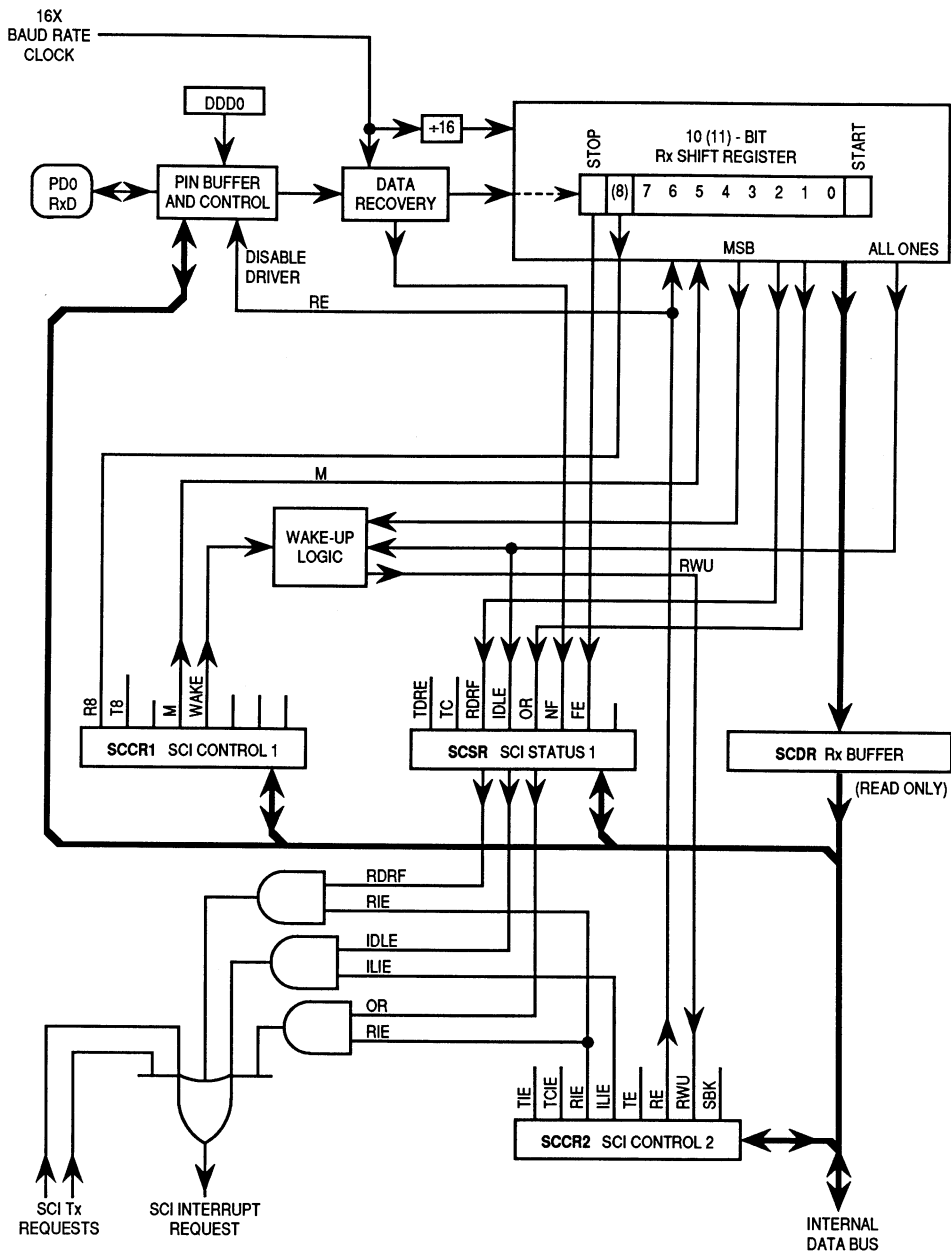 16X
BAUD RATE
CLOCK
DDD0
÷16
10 (11) - BIT
Rx SHIFT REGISTER
STOP
START
(8) 7 6 5 4 3 2 1 0
PD0
RxD
PIN BUFFER
AND CONTROL
DATA
RECOVERY
DISABLE
DRIVER
MSB
ALL ONES
RE
M
WAKE-UP
LOGIC
RWU
R8
T8
M
WAKE
TDRE
TC
RDRF
IDLE
OR
NF
FE
SCCR1 SCI CONTROL 1
SCSR SCI STATUS 1
SCDR Rx BUFFER
(READ ONLY)
RDRF
RIE
IDLE
ILIE
OR
RIE
TIE
TCIE
RIE
ILIE
TE
RE
RWU
SBK
SCCR2 SCI CONTROL 2
SCI Tx
REQUESTS
SCI INTERRUPT
REQUEST
INTERNAL
DATA BUS